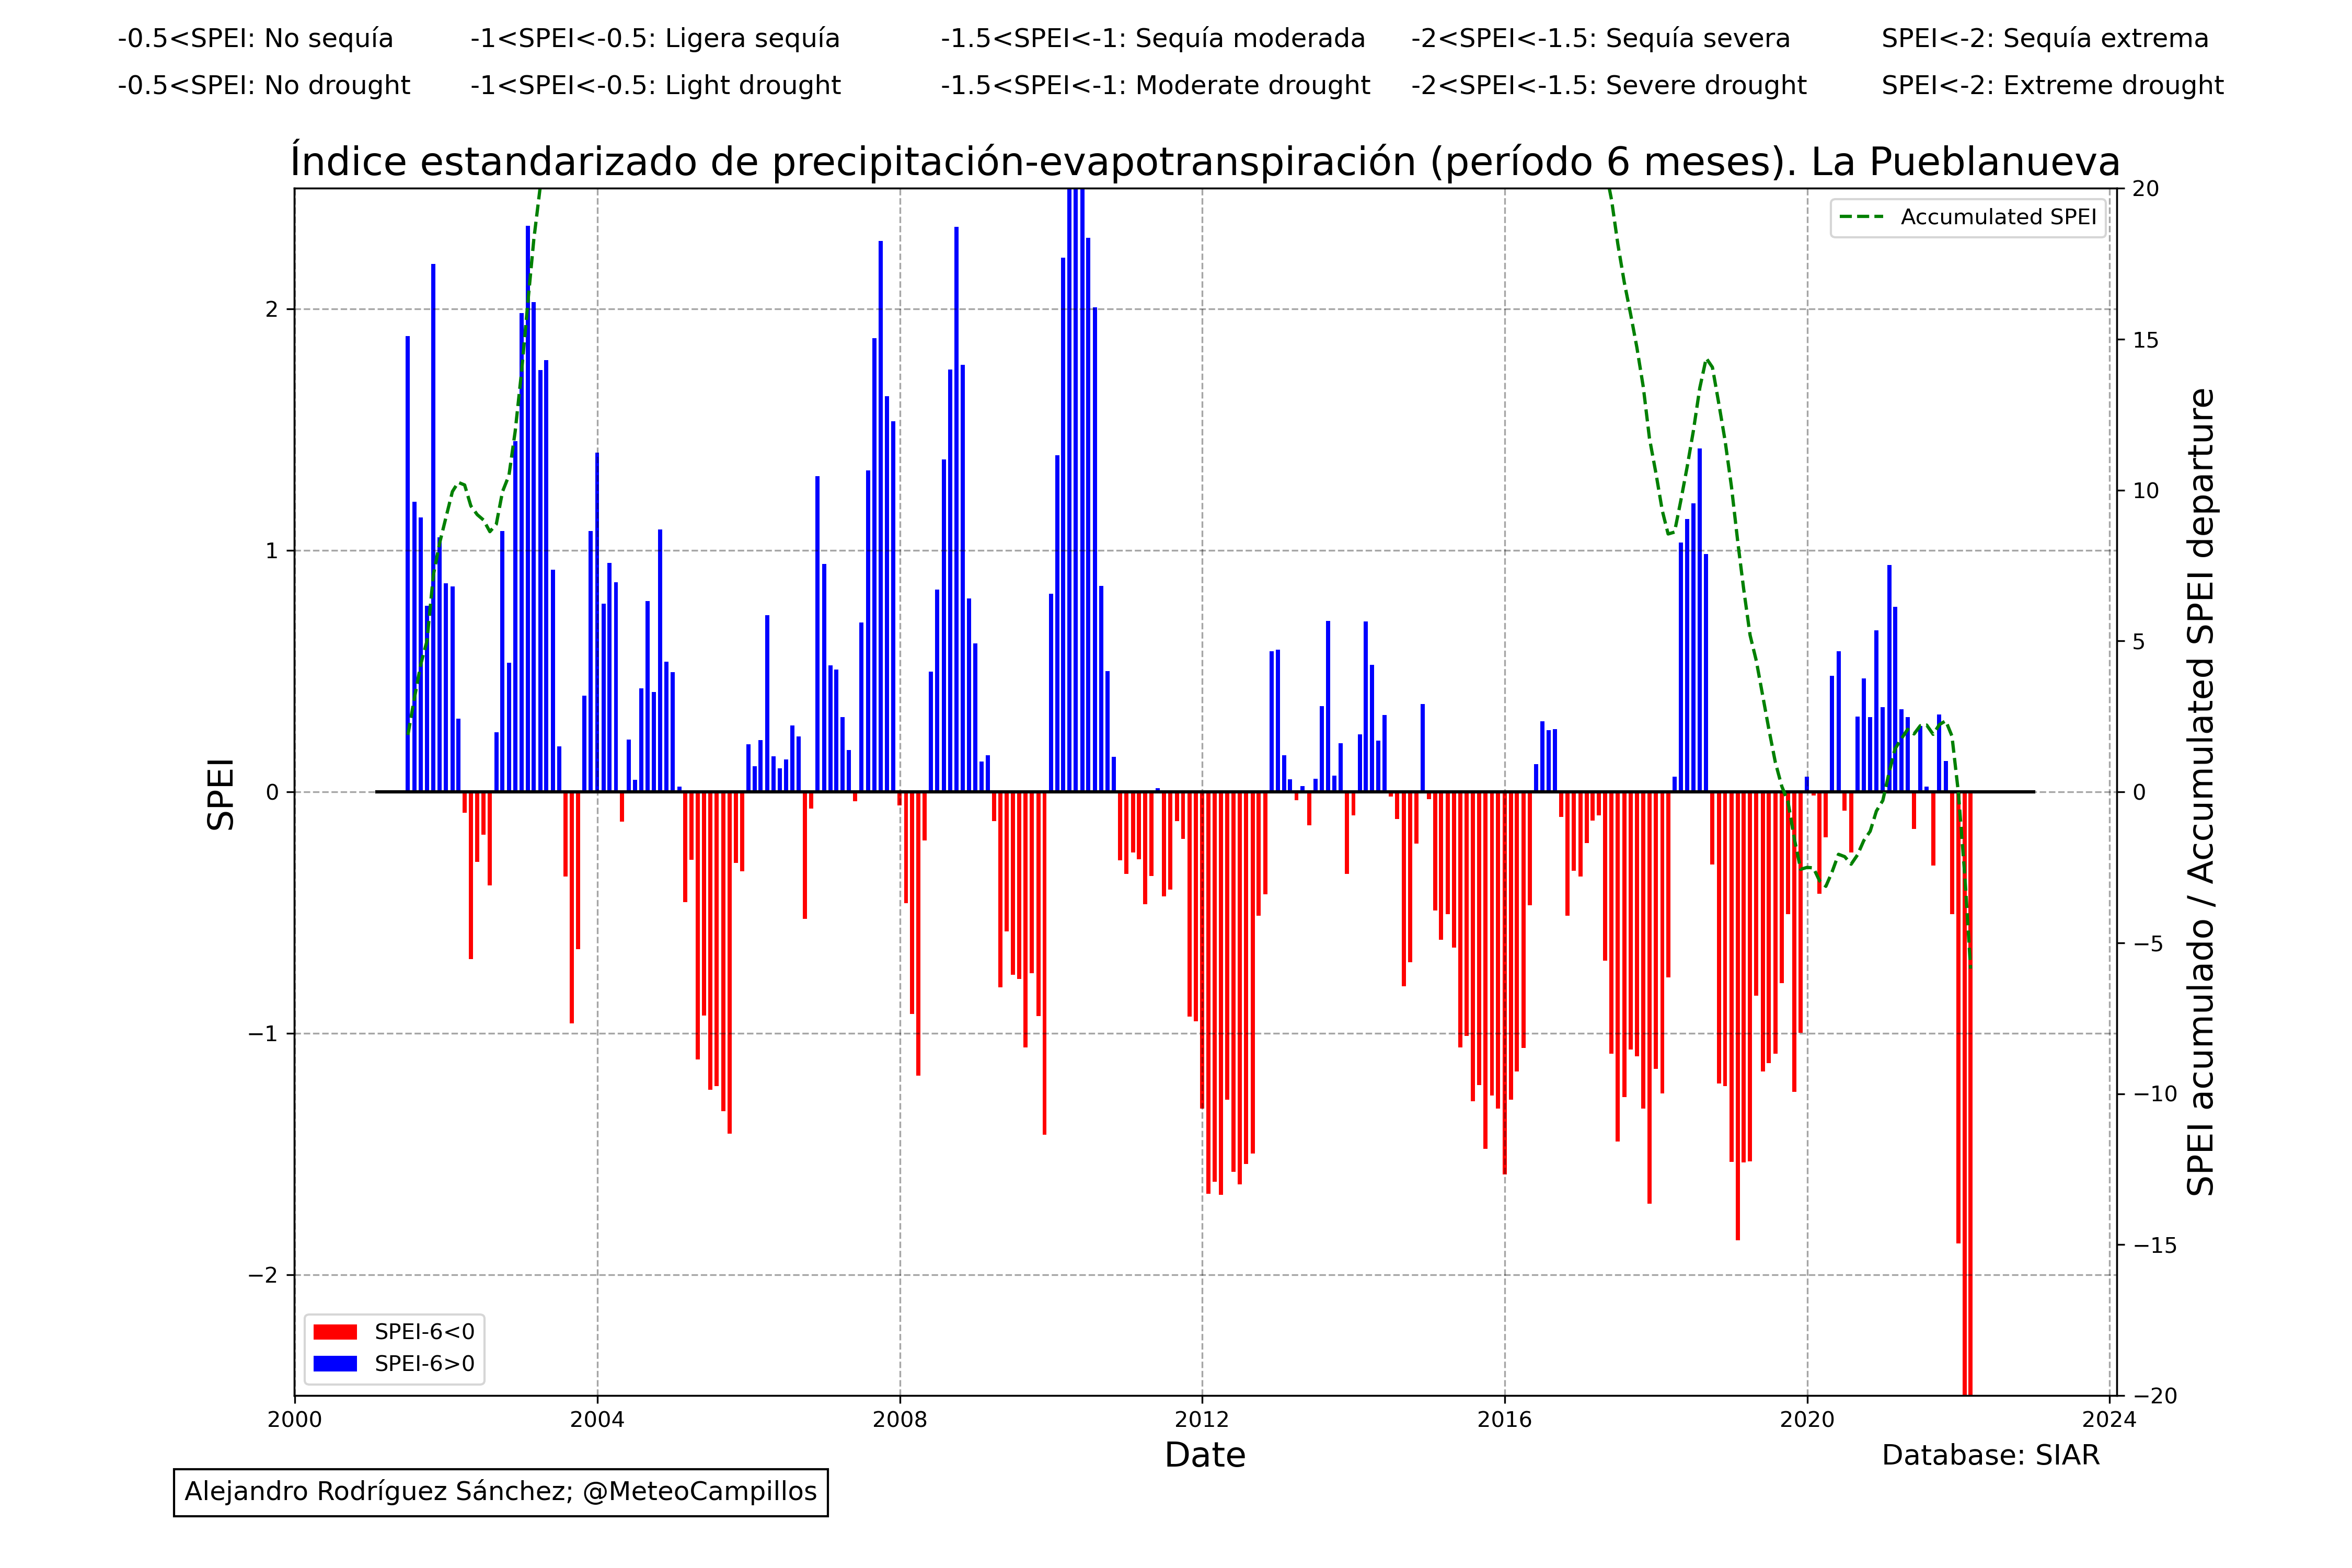 -0.5<SPEI: No sequía -1<SPEI<-0.5: Ligera sequía -1.5<SPEI<-1: Sequía moderada -2<SPEI<-1.5: Sequía severa SPEI<-2: Sequía extrema
-0.5<SPEI: No drought -1<SPEI<-0.5: Light drought -1.5<SPEI<-1: Moderate drought -2<SPEI<-1.5: Severe drought SPEI<-2: Extreme drought
Índice estandarizado de precipitación-evapotranspiración (período 6 meses). La Pueblanueva
Accumulated SPEI
2
1
0
−1
−2
SPEI
20
15
10
5
0
−5
−10
−15
−20
SPEI acumulado / Accumulated SPEI departure
SPEI-6<0
SPEI-6>0
2000 2004 2008 2012 2016 2020 2024
Date
Database: SIAR
Alejandro Rodríguez Sánchez; @MeteoCampillos